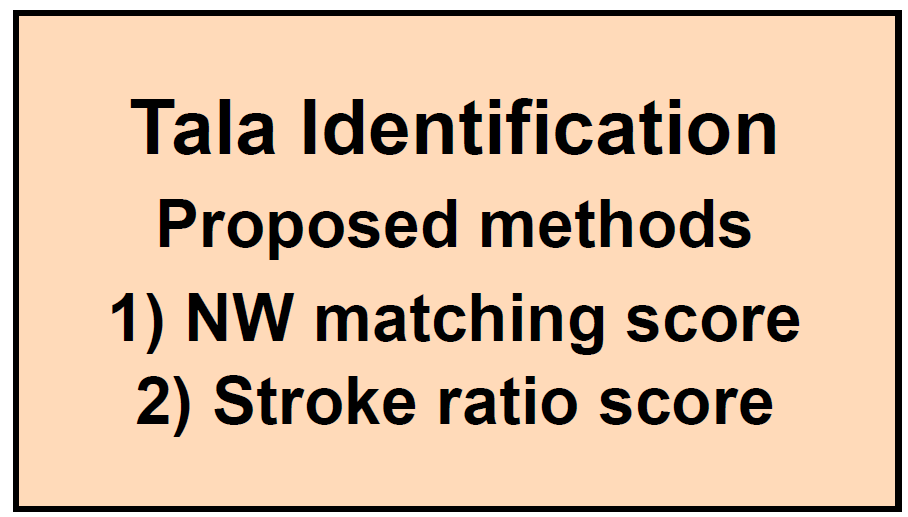 Tala Identification
Proposed methods
1) NW matching score
2) Stroke ratio score